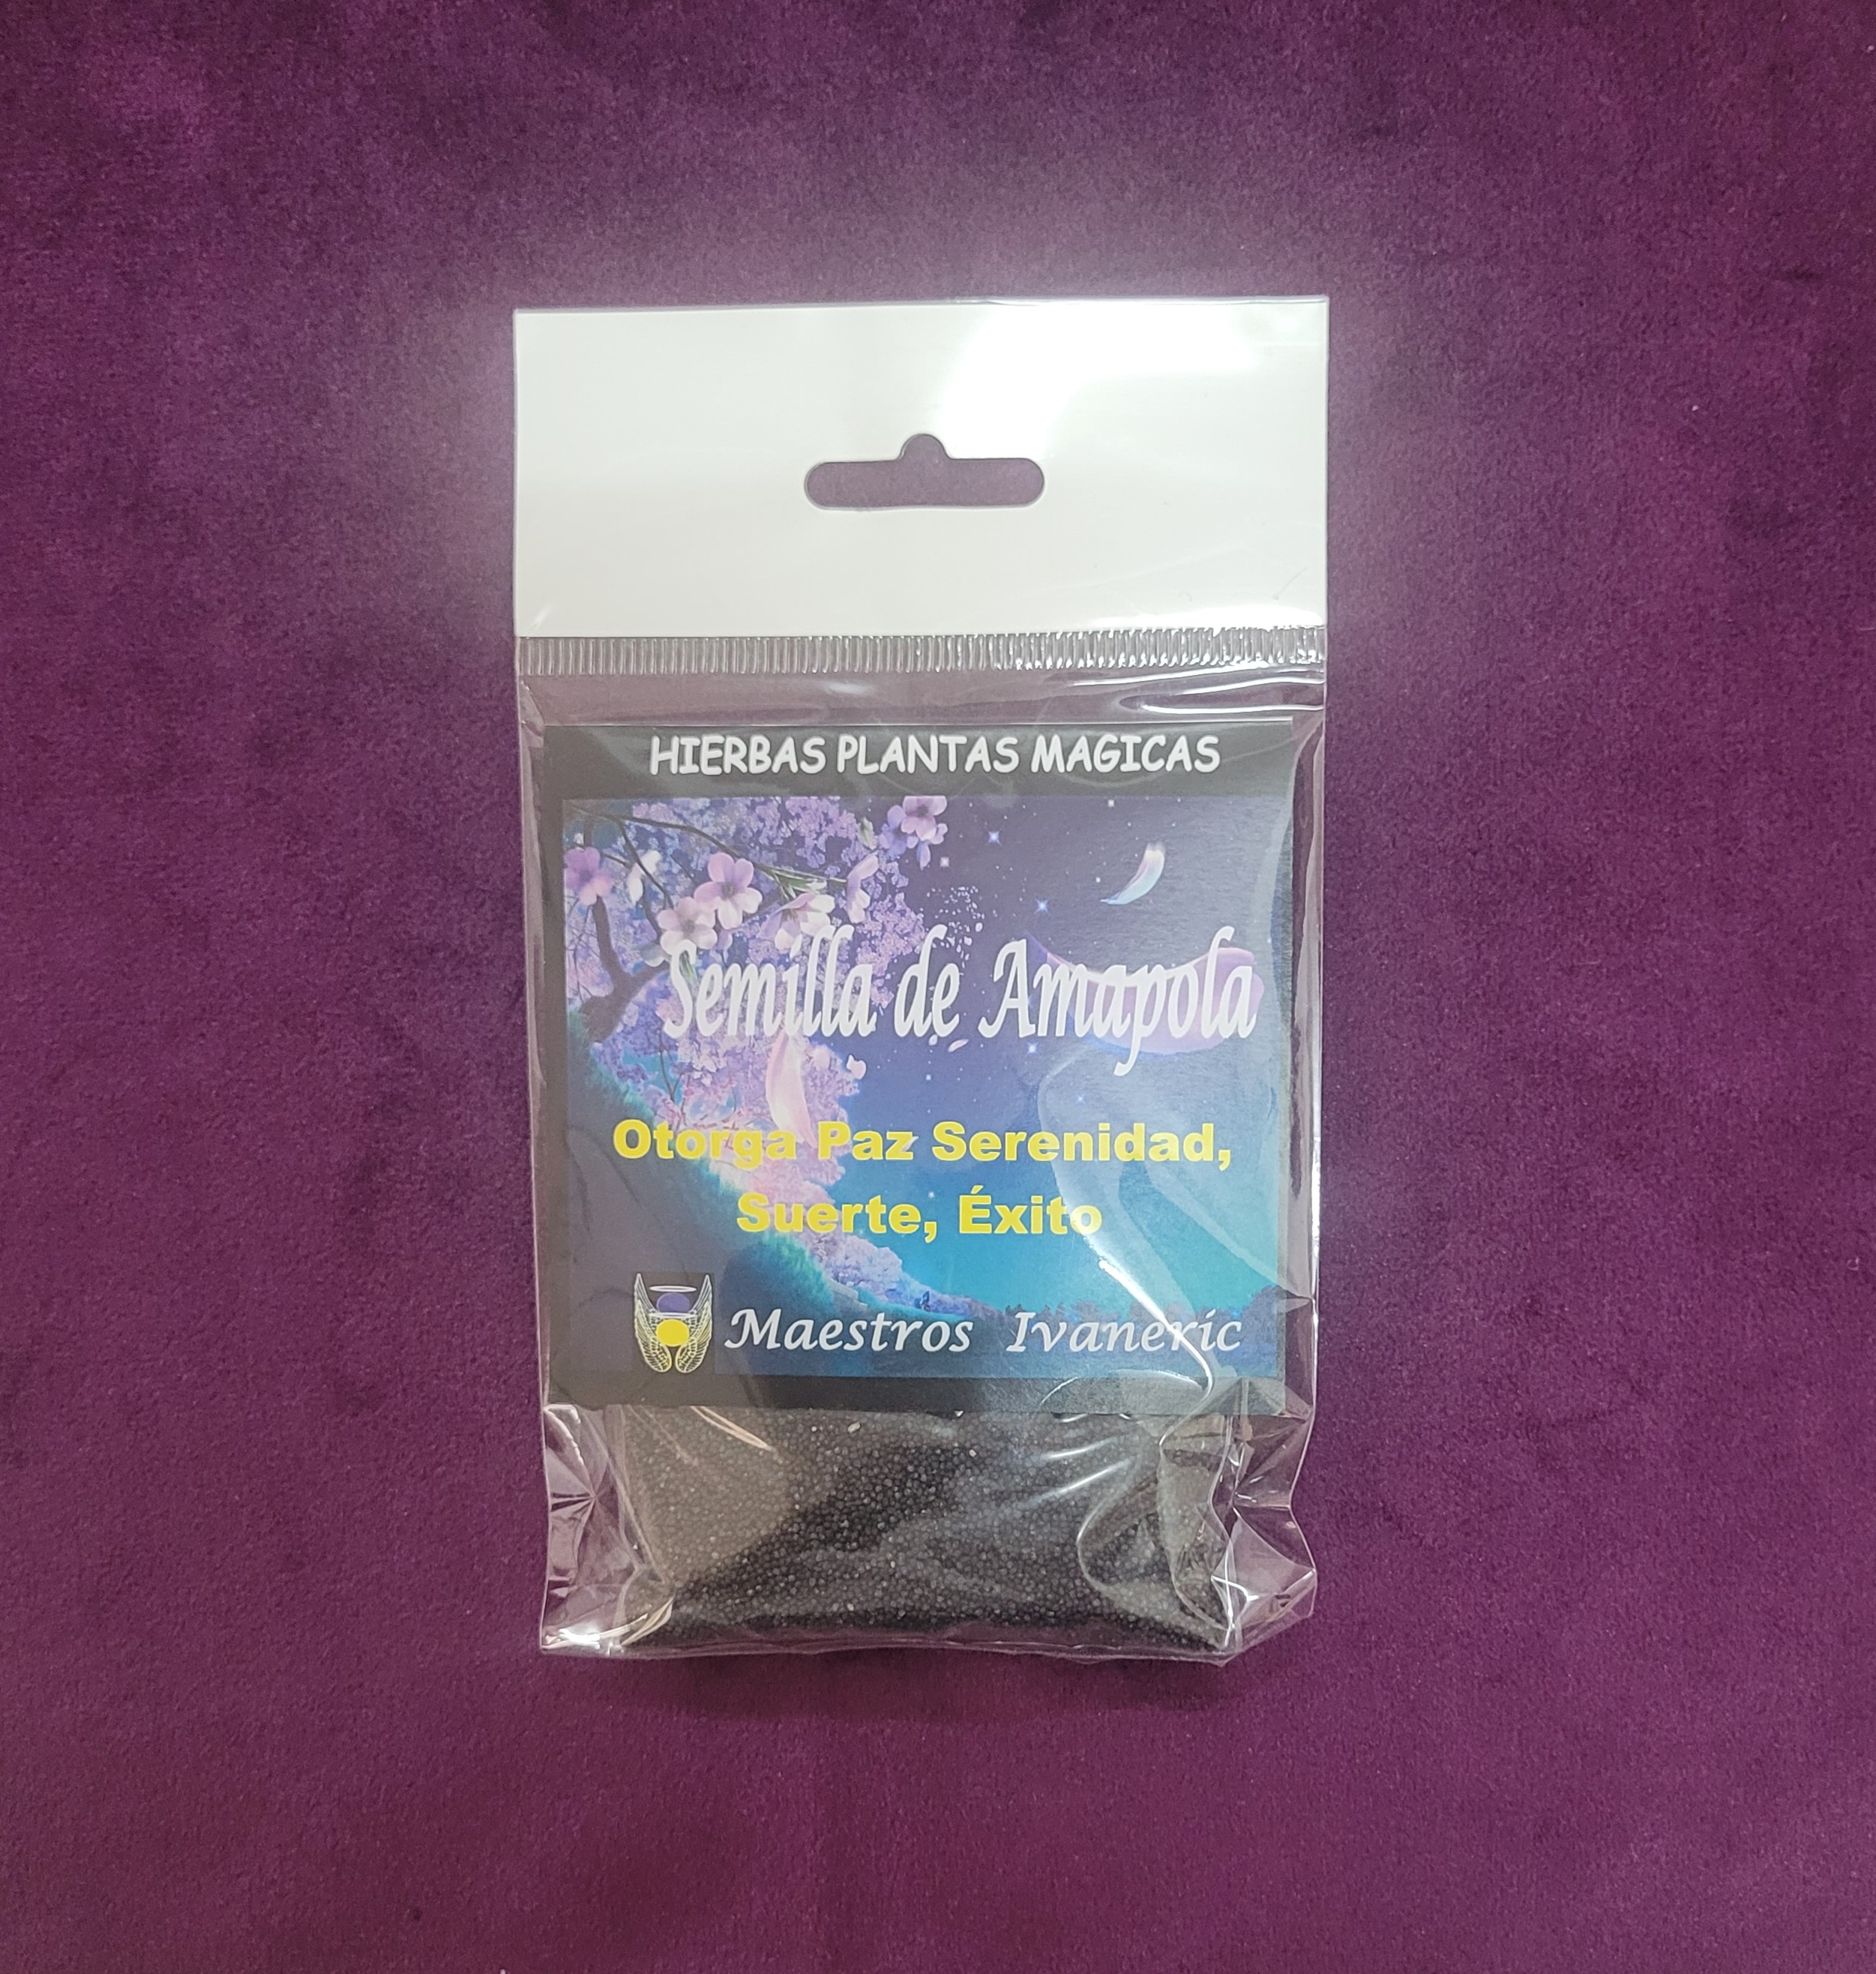 HIERBAS PLANTAS MAGICAS
Semilla de Amapola
Otorga Paz Serenidad,
Suerte, Éxito
Maestros Ivaneric